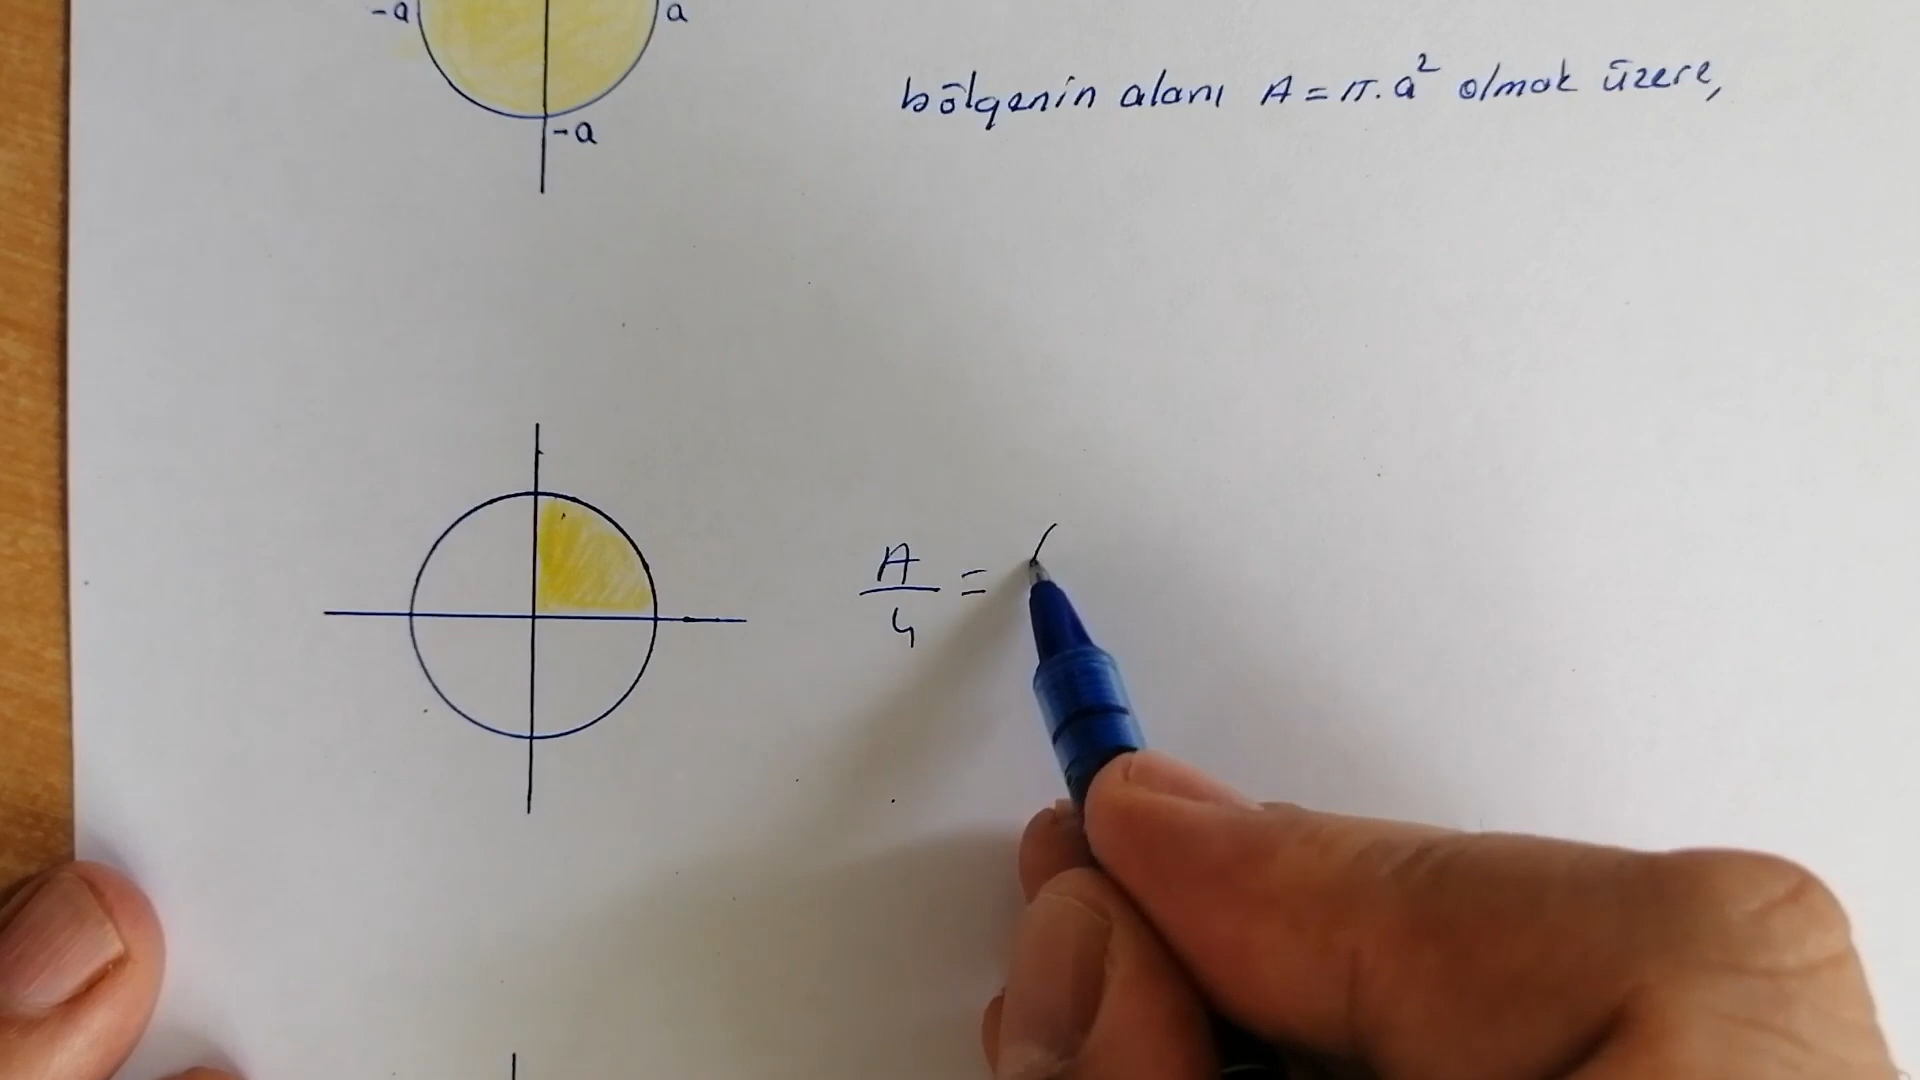 -a a
-a
bölgenin alanı A = π.a² olmak üzere,
A
4 =